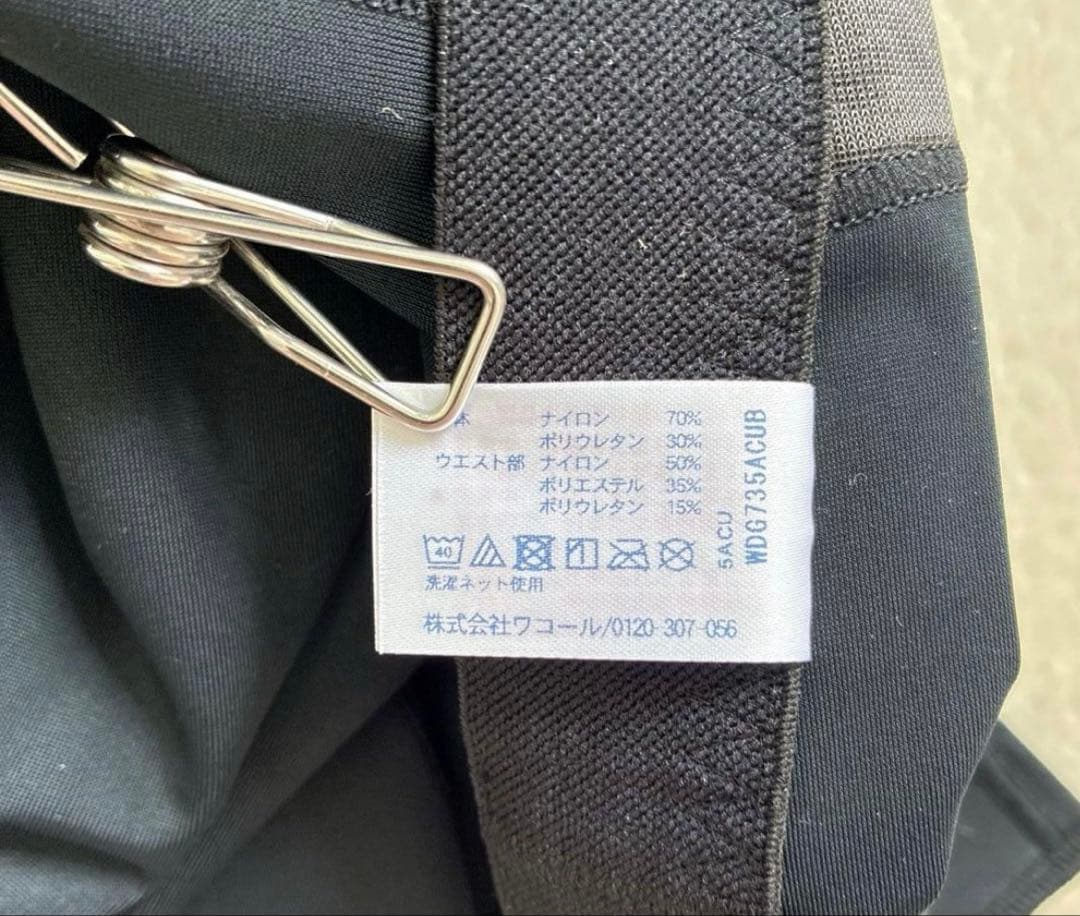 体 ナイロン 70%
ポリウレタン 30%
ウエスト部 ナイロン 50%
ポリエステル 35%
ポリウレタン 15%
40
洗濯ネット使用
株式会社ワコール/0120 307 056
5ACU
WDG735ACUB